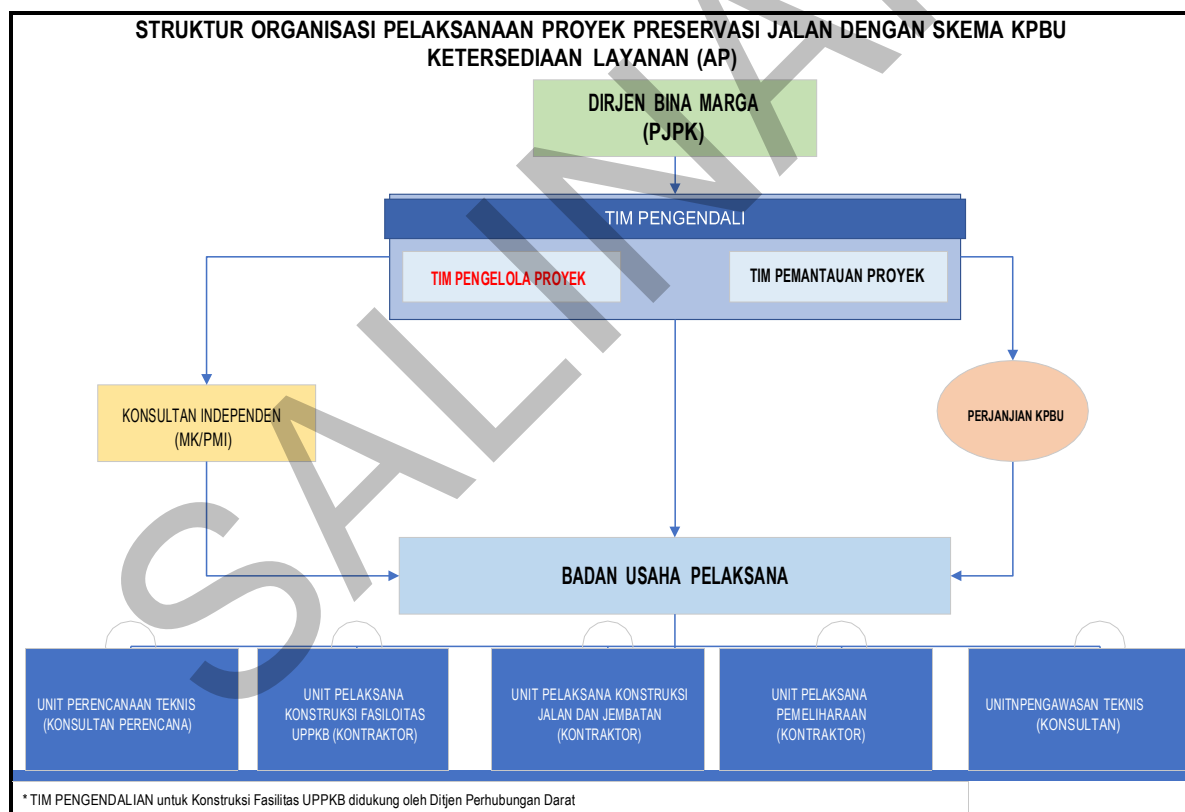 STRUKTUR ORGANISASI PELAKSANAAN PROYEK PRESERVASI JALAN DENGAN SKEMA KPBU
KETERSEDIAAN LAYANAN (AP)
DIRJEN BINA MARGA
(PJPK)
TIM PENGENDALI
TIM PENGELOLA PROYEK
TIM PEMANTAUAN PROYEK
KONSULTAN INDEPENDEN
(MK/PMI)
PERJANJIAN KPBU
BADAN USAHA PELAKSANA
UNIT PERENCANAAN TEKNIS
(KONSULTAN PERENCANA)
UNIT PELAKSANA
KONSTRUKSI FASILOITAS
UPPKB (KONTRAKTOR)
UNIT PELAKSANA KONSTRUKSI
JALAN DAN JEMBATAN
(KONTRAKTOR)
UNIT PELAKSANA
PEMELIHARAAN
(KONTRAKTOR)
UNITNPENGAWASAN TEKNIS
(KONSULTAN)
* TIM PENGENDALIAN untuk Konstruksi Fasilitas UPPKB didukung oleh Ditjen Perhubungan Darat
SALINA